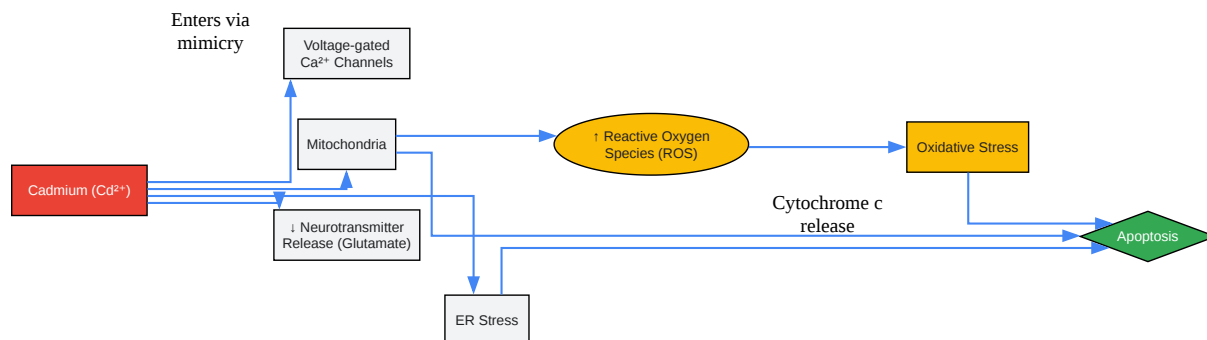 Enters via
mimicry
Voltage-gated
Ca²⁺ Channels
Mitochondria
↑ Reactive Oxygen
Species (ROS)
Oxidative Stress
Cadmium (Cd²⁺)
↓ Neurotransmitter
Release (Glutamate)
Cytochrome c
release
Apoptosis
ER Stress